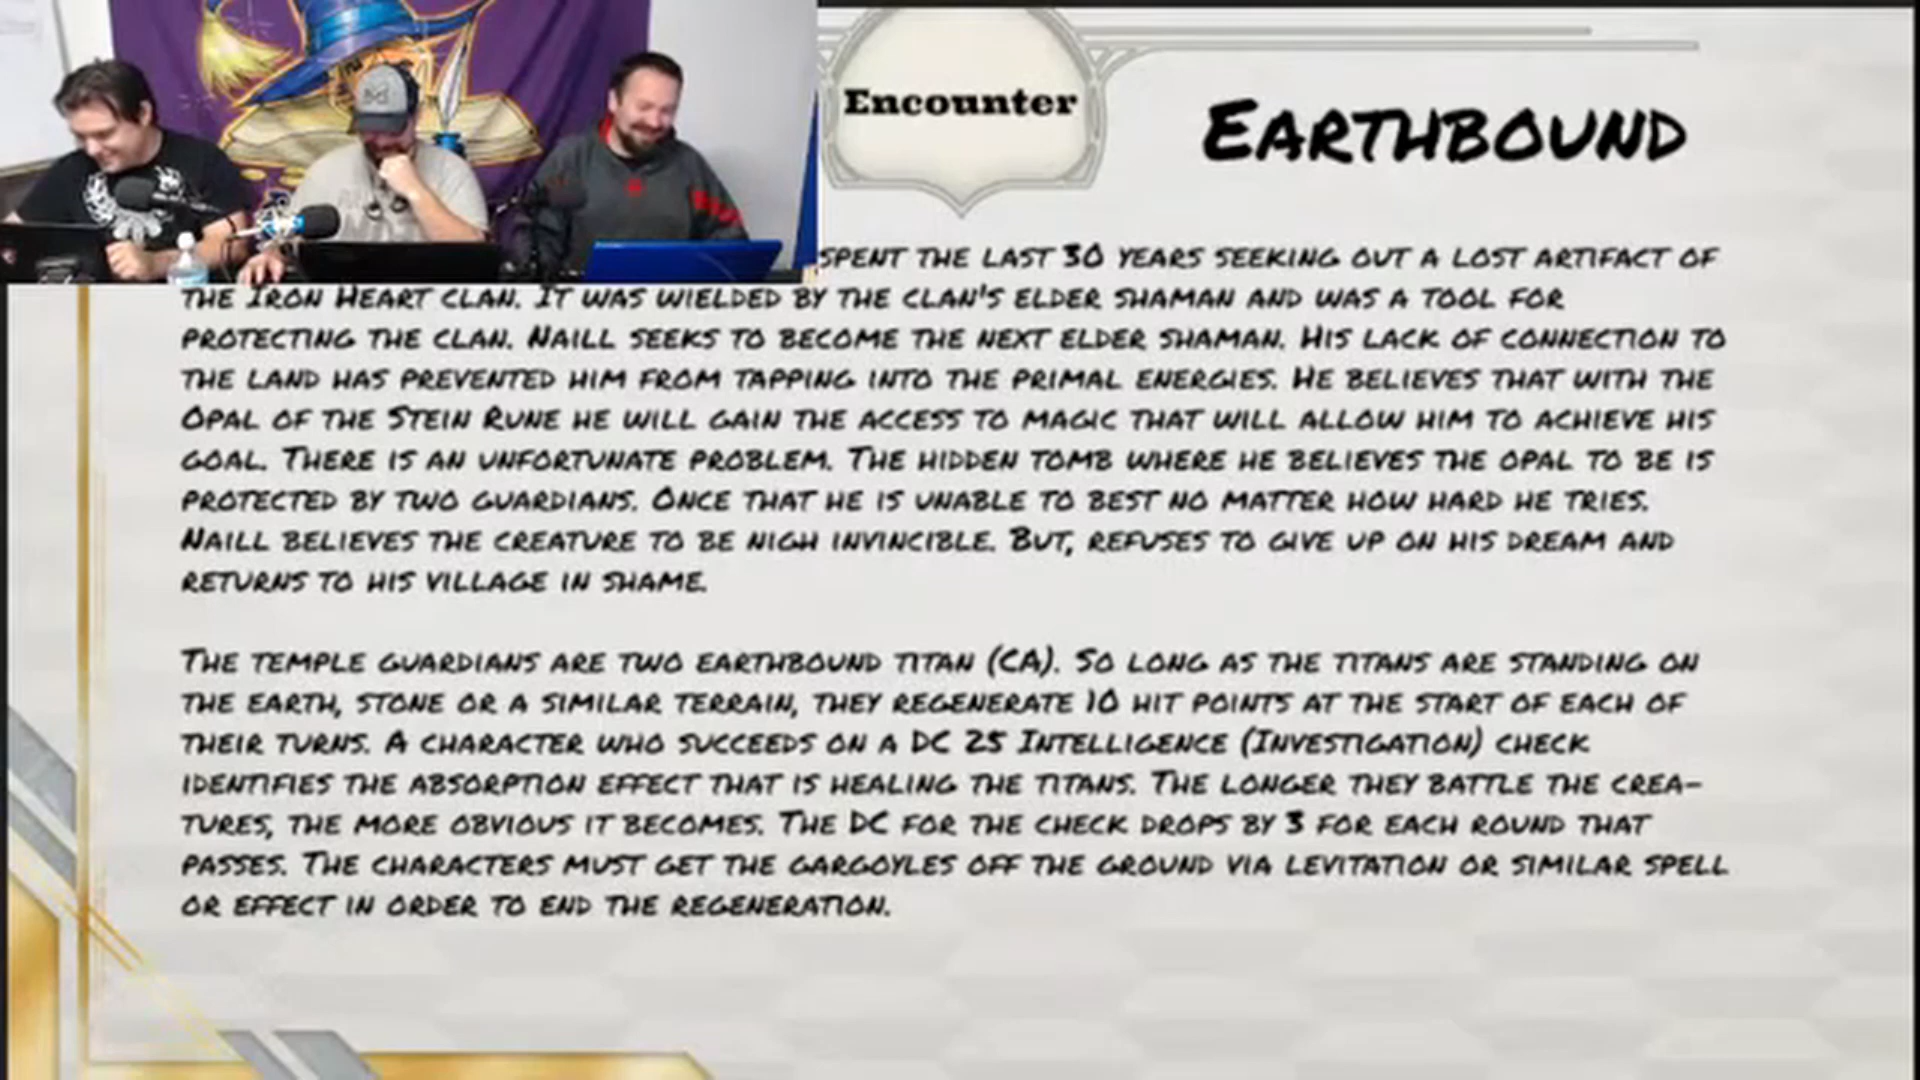 Encounter
EARTHBOUND
SPENT THE LAST 30 YEARS SEEKING OUT A LOST ARTIFACT OF
THE IRON HEART CLAN. IT WAS WIELDED BY THE CLAN'S ELDER SHAMAN AND WAS A TOOL FOR
PROTECTING THE CLAN. NAILL SEEKS TO BECOME THE NEXT ELDER SHAMAN. HIS LACK OF CONNECTION TO
THE LAND HAS PREVENTED HIM FROM TAPPING INTO THE PRIMAL ENERGIES. HE BELIEVES THAT WITH THE
OPAL OF THE STEIN RUNE HE WILL GAIN THE ACCESS TO MAGIC THAT WILL ALLOW HIM TO ACHIEVE HIS
GOAL. THERE IS AN UNFORTUNATE PROBLEM. THE HIDDEN TOMB WHERE HE BELIEVES THE OPAL TO BE IS
PROTECTED BY TWO GUARDIANS. ONCE THAT HE IS UNABLE TO BEST NO MATTER HOW HARD HE TRIES.
NAILL BELIEVES THE CREATURE TO BE NIGH INVINCIBLE. BUT, REFUSES TO GIVE UP ON HIS DREAM AND
RETURNS TO HIS VILLAGE IN SHAME.
THE TEMPLE GUARDIANS ARE TWO EARTHBOUND TITAN (CA). SO LONG AS THE TITANS ARE STANDING ON
THE EARTH, STONE OR A SIMILAR TERRAIN, THEY REGENERATE 10 HIT POINTS AT THE START OF EACH OF
THEIR TURNS. A CHARACTER WHO SUCCEEDS ON A DC 25 INTELLIGENCE (INVESTIGATION) CHECK
IDENTIFIES THE ABSORPTION EFFECT THAT IS HEALING THE TITANS. THE LONGER THEY BATTLE THE CREA-
TURES, THE MORE OBVIOUS IT BECOMES. THE DC FOR THE CHECK DROPS BY 3 FOR EACH ROUND THAT
PASSES. THE CHARACTERS MUST GET THE GARGOYLES OFF THE GROUND VIA LEVITATION OR SIMILAR SPELL
OR EFFECT IN ORDER TO END THE REGENERATION.